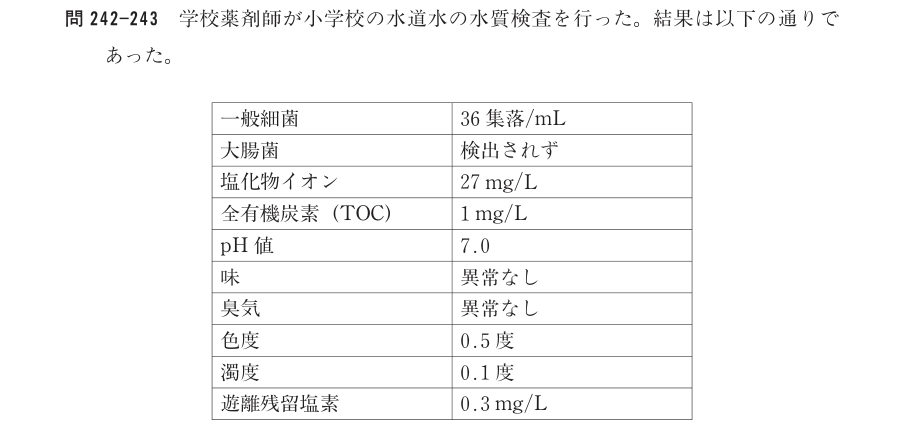 問 242−243　学校薬剤師が小学校の水道水の水質検査を行った。結果は以下の通りで
あった。
一般細菌　36 集落/mL
大腸菌　検出されず
塩化物イオン　27 mg/L
全有機炭素（TOC）　1 mg/L
pH 値　7.0
味　異常なし
臭気　異常なし
色度　0.5 度
濁度　0.1 度
遊離残留塩素　0.3 mg/L